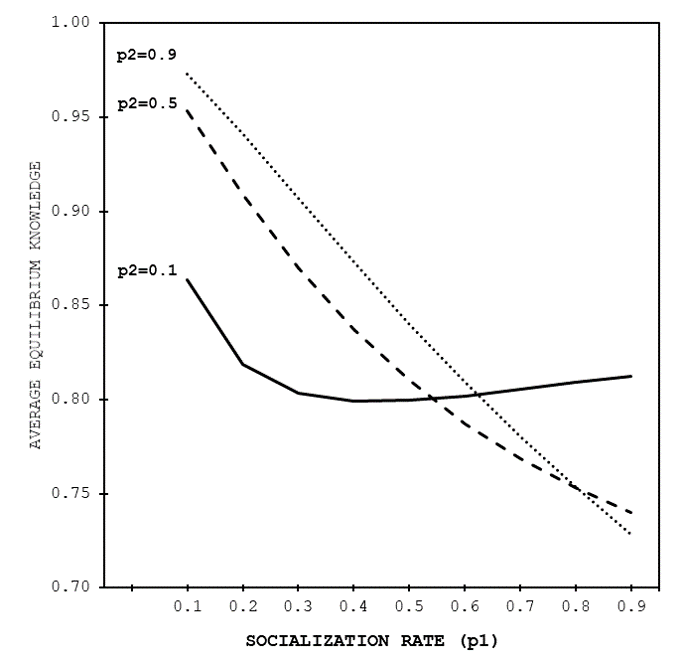 1.00
p2=0.9
0.95
p2=0.5
0.90
p2=0.1
0.85
0.80
0.75
0.70
AVERAGE EQUILIBRIUM KNOWLEDGE
0.1 0.2 0.3 0.4 0.5 0.6 0.7 0.8 0.9
SOCIALIZATION RATE (p1)